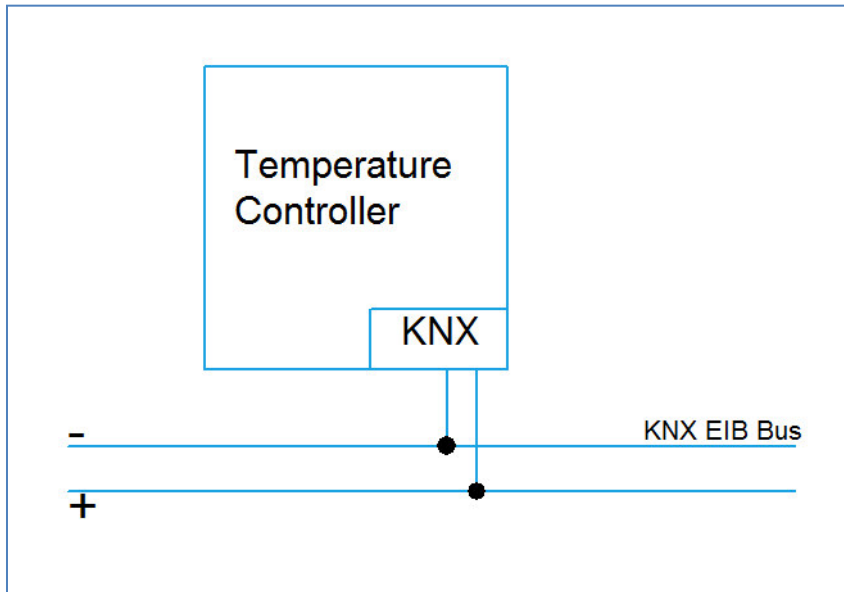 Temperature
Controller
KNX
-
KNX EIB Bus
+